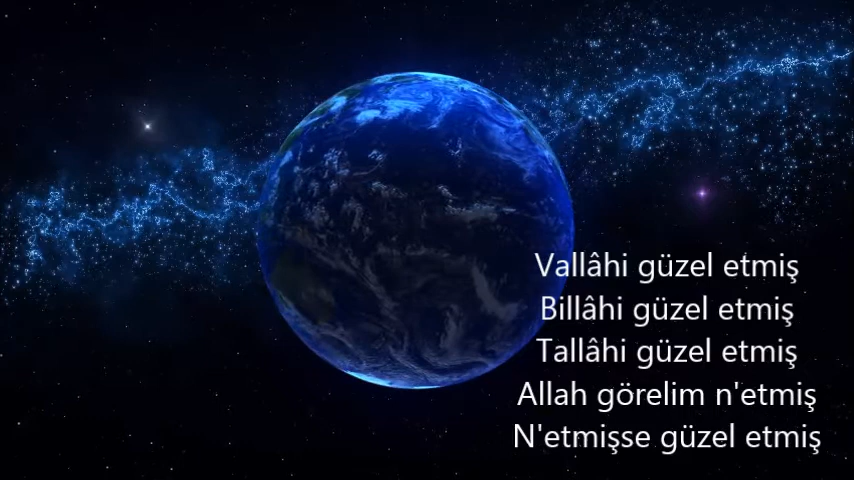 Vallâhi güzel etmiş
Billâhi güzel etmiş
Tallâhi güzel etmiş
Allah görelim n'etmiş
N'etmişse güzel etmiş